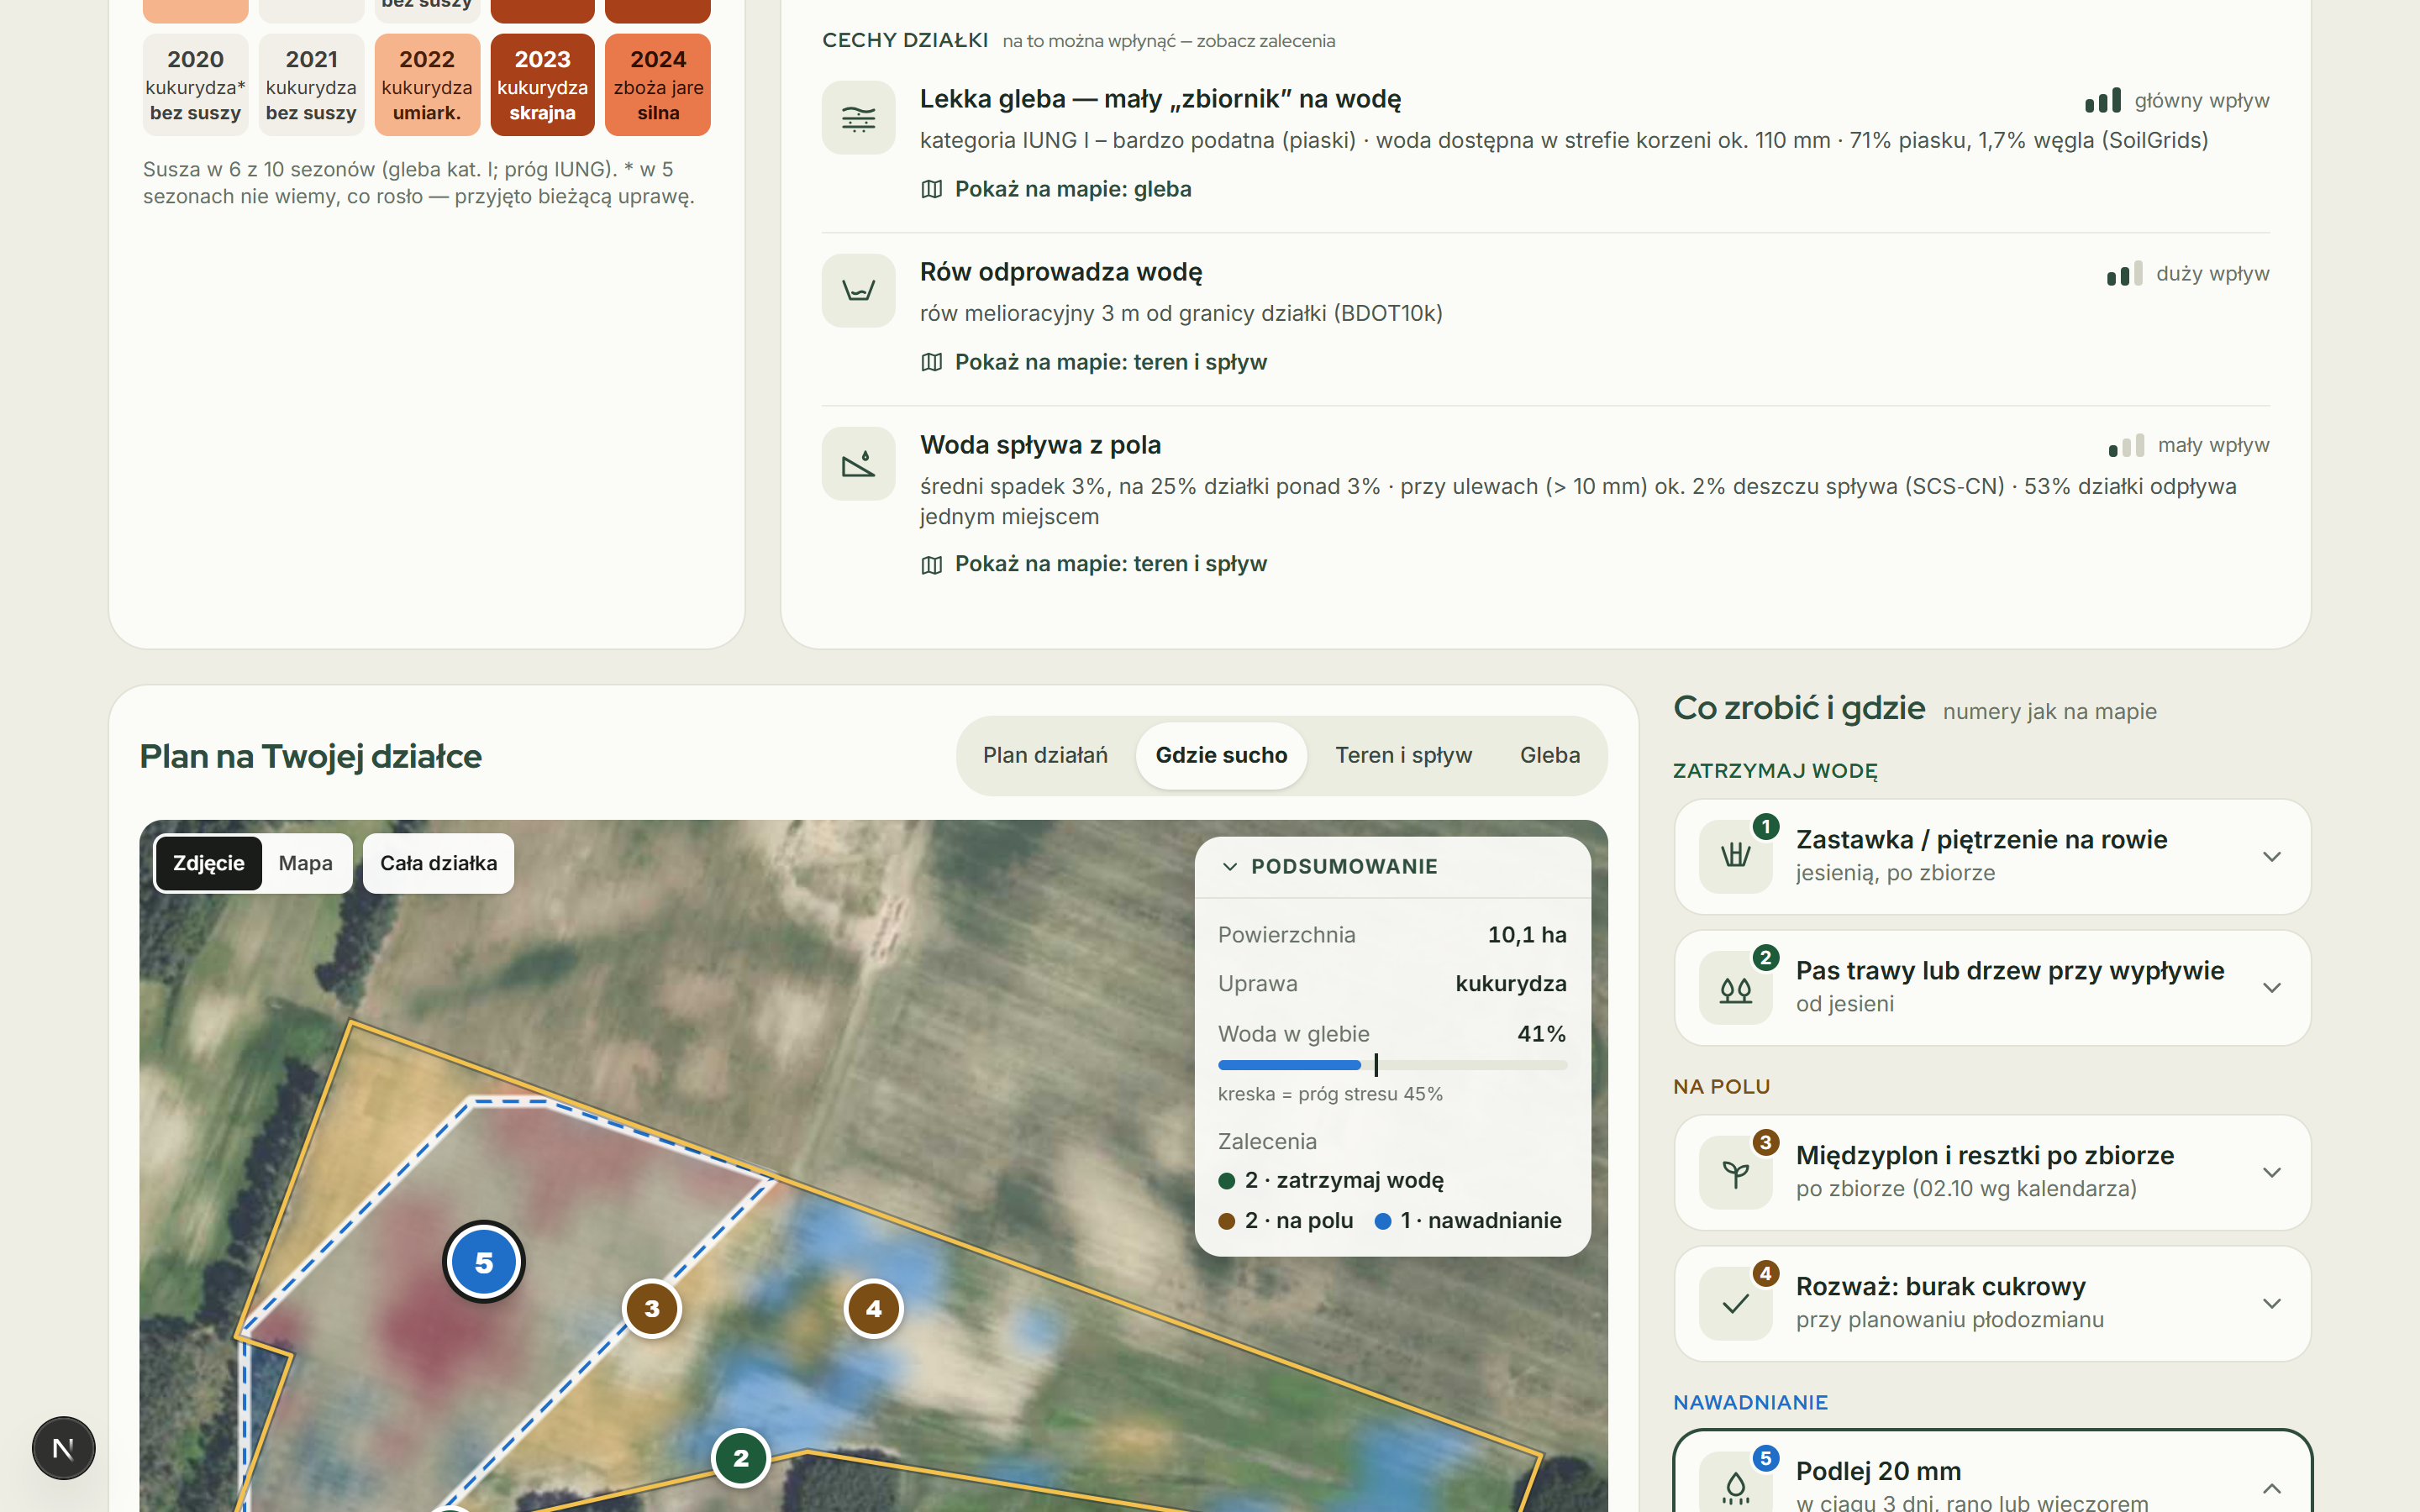 bez suszy
2020
kukurydza*
bez suszy
2021
kukurydza
bez suszy
2022
kukurydza
umiark.
2023
kukurydza
skrajna
2024
zboża jare
silna
Susza w 6 z 10 sezonów (gleba kat. I; próg IUNG). * w 5
sezonach nie wiemy, co rosło — przyjęto bieżącą uprawę.
CECHY DZIAŁKI na to można wpłynąć — zobacz zalecenia
Lekka gleba — mały „zbiornik” na wodę
główny wpływ
kategoria IUNG I – bardzo podatna (piaski) · woda dostępna w strefie korzeni ok. 110 mm · 71% piasku, 1,7% węgla (SoilGrids)
Pokaż na mapie: gleba
Rów odprowadza wodę
duży wpływ
rów melioracyjny 3 m od granicy działki (BDOT10k)
Pokaż na mapie: teren i spływ
Woda spływa z pola
mały wpływ
średni spadek 3%, na 25% działki ponad 3% · przy ulewach (> 10 mm) ok. 2% deszczu spływa (SCS-CN) · 53% działki odpływa
jednym miejscem
Pokaż na mapie: teren i spływ
Plan na Twojej działce
Plan działań
Gdzie sucho
Teren i spływ
Gleba
Zdjęcie
Mapa
Cała działka
PODSUMOWANIE
Powierzchnia 10,1 ha
Uprawa kukurydza
Woda w glebie 41%
kreska = próg stresu 45%
Zalecenia
2 · zatrzymaj wodę
2 · na polu 1 · nawadnianie
5
3
4
2
N
Co zrobić i gdzie numery jak na mapie
ZATRZYMAJ WODĘ
1
Zastawka / piętrzenie na rowie
jesienią, po zbiorze
2
Pas trawy lub drzew przy wypływie
od jesieni
NA POLU
3
Międzyplon i resztki po zbiorze
po zbiorze (02.10 wg kalendarza)
4
Rozważ: burak cukrowy
przy planowaniu płodozmianu
NAWADNIANIE
5
Podlej 20 mm
w ciągu 3 dni, rano lub wieczorem